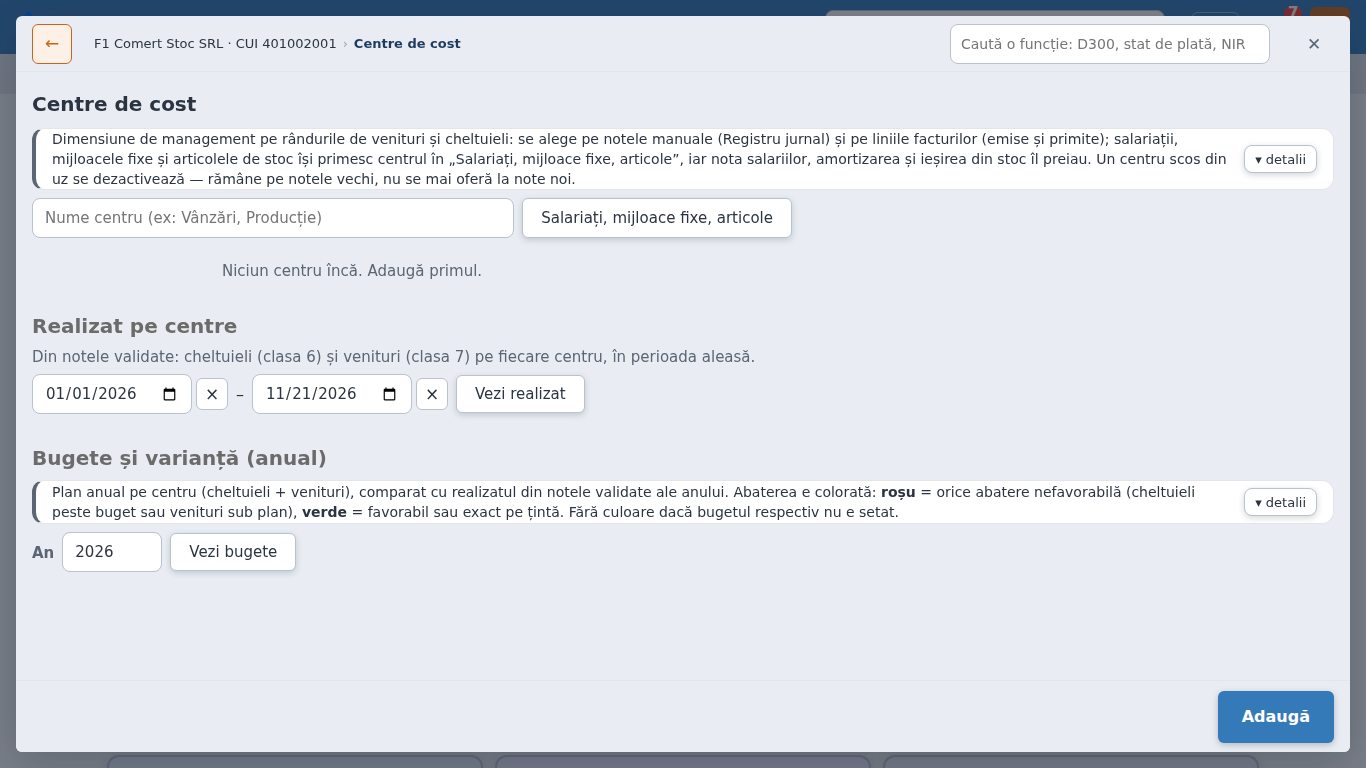 7
←
F1 Comert Stoc SRL · CUI 401002001 › Centre de cost
Caută o funcție: D300, stat de plată, NIR
✕
Centre de cost
Dimensiune de management pe rândurile de venituri și cheltuieli: se alege pe notele manuale (Registru jurnal) și pe liniile facturilor (emise și primite); salariații,
mijloacele fixe și articolele de stoc își primesc centrul în „Salariați, mijloace fixe, articole”, iar nota salariilor, amortizarea și ieșirea din stoc îl preiau. Un centru scos din
uz se dezactivează — rămâne pe notele vechi, nu se mai oferă la note noi.
▾ detalii
Nume centru (ex: Vânzări, Producție)
Salariați, mijloace fixe, articole
Niciun centru încă. Adaugă primul.
Realizat pe centre
Din notele validate: cheltuieli (clasa 6) și venituri (clasa 7) pe fiecare centru, în perioada aleasă.
01/01/2026 × – 11/21/2026 × Vezi realizat
Bugete și varianță (anual)
Plan anual pe centru (cheltuieli + venituri), comparat cu realizatul din notele validate ale anului. Abaterea e colorată: roșu = orice abatere nefavorabilă (cheltuieli
peste buget sau venituri sub plan), verde = favorabil sau exact pe țintă. Fără culoare dacă bugetul respectiv nu e setat.
▾ detalii
An 2026 Vezi bugete
Adaugă